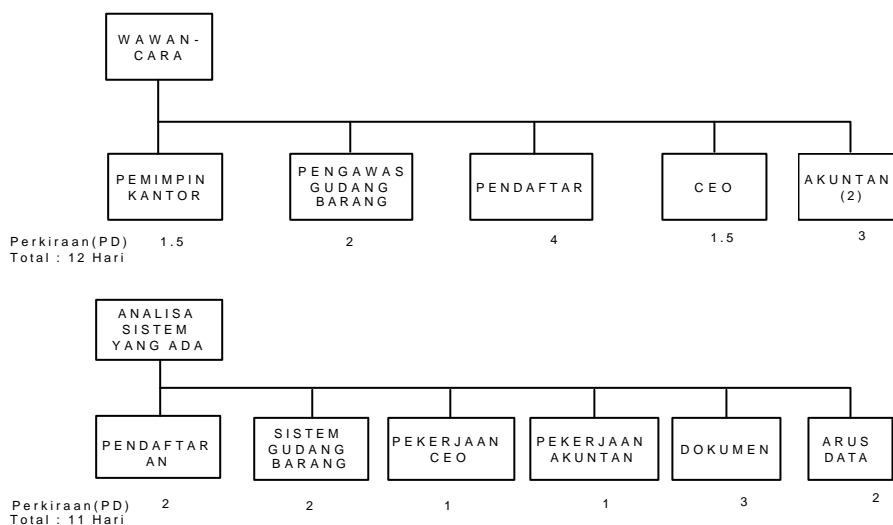 WAWAN-
CARA
PEMIMPIN
KANTOR
PENGAWAS
GUDANG
BARANG
PENDAFTAR
CEO
AKUNTAN
(2)
Perkiraan(PD) 1.5 2 4 1.5 3
Total : 12 Hari
ANALISA
SISTEM
YANG ADA
PENDAFTAR
AN
SISTEM
GUDANG
BARANG
PEKERJAAN
CEO
PEKERJAAN
AKUNTAN
DOKUMEN
ARUS
DATA
Perkiraan(PD) 2 2 1 1 3 2
Total : 11 Hari